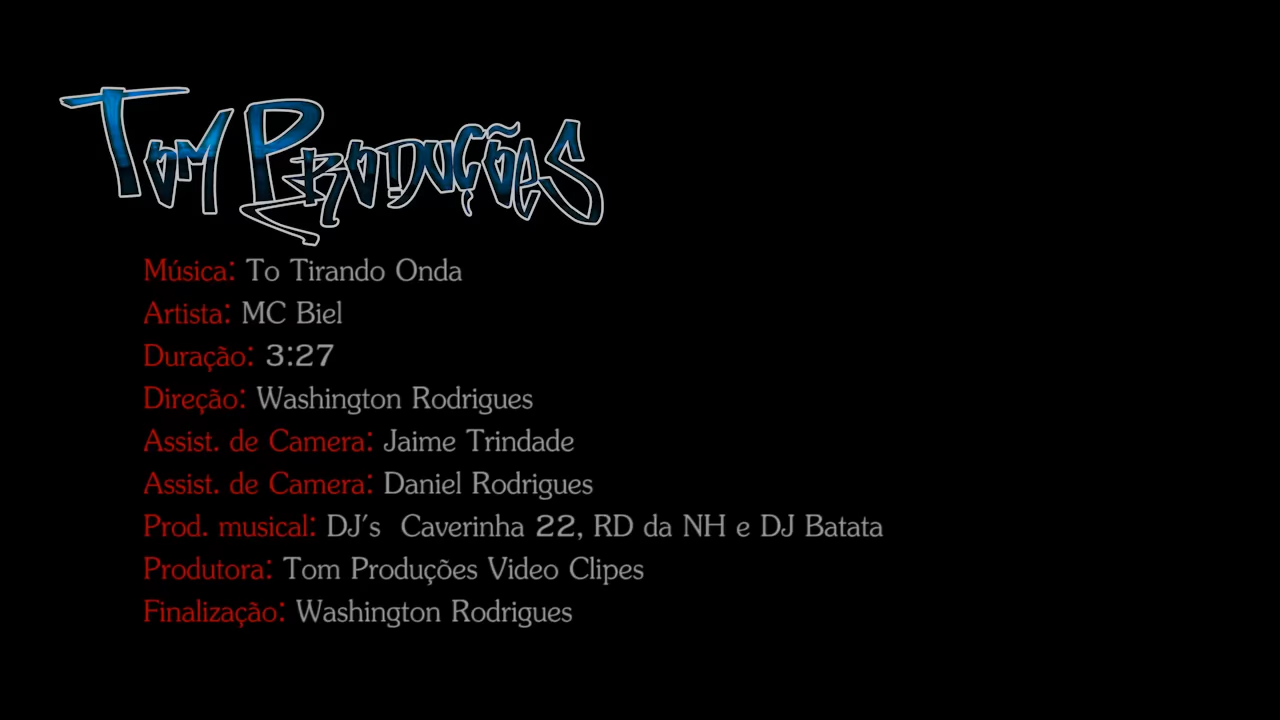 Tom Produções
Música: To Tirando Onda
Artista: MC Biel
Duração: 3:27
Direção: Washington Rodrigues
Assist. de Camera: Jaime Trindade
Assist. de Camera: Daniel Rodrigues
Prod. musical: DJ's  Caverinha 22, RD da NH e DJ Batata
Produtora: Tom Produções Video Clipes
Finalização: Washington Rodrigues